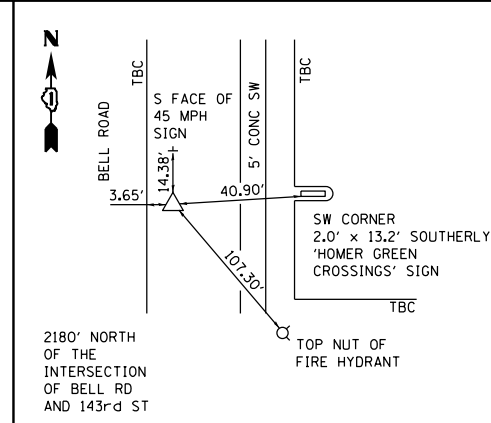 N
1
TBC
BELL ROAD
S FACE OF
45 MPH
SIGN
14.38'
5' CONC SW
TBC
3.65'
40.90'
SW CORNER
2.0' x 13.2' SOUTHERLY
'HOMER GREEN
CROSSINGS' SIGN
107.30'
TBC
2180' NORTH
OF THE
INTERSECTION
OF BELL RD
AND 143rd ST
TOP NUT OF
FIRE HYDRANT